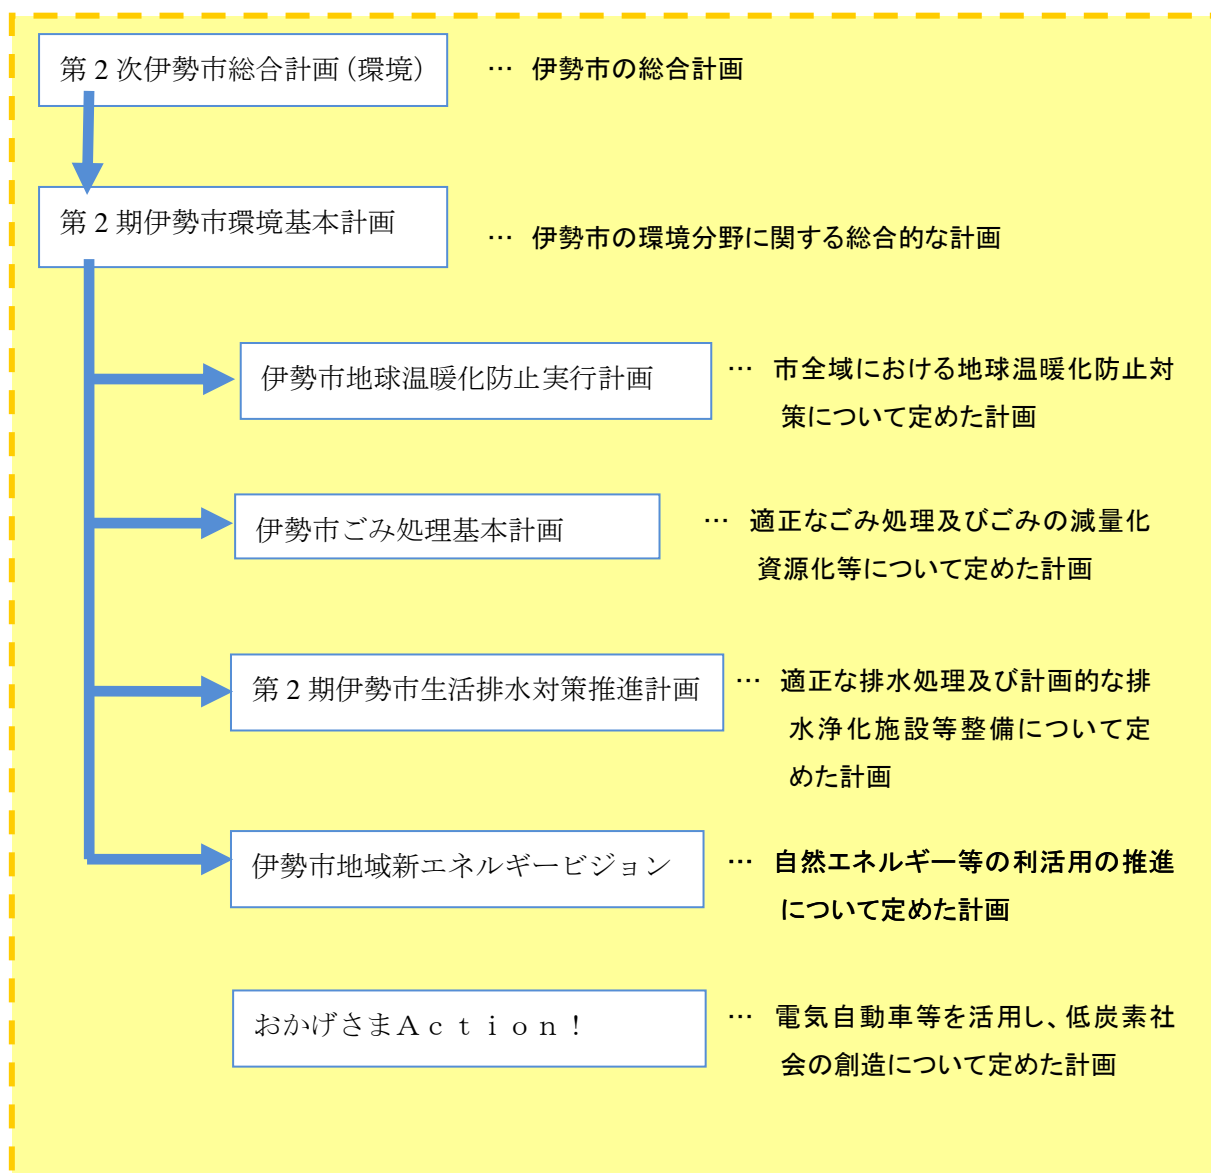 第２次伊勢市総合計画（環境）　… 伊勢市の総合計画
第２期伊勢市環境基本計画
… 伊勢市の環境分野に関する総合的な計画
伊勢市地球温暖化防止実行計画　… 市全域における地球温暖化防止対
策について定めた計画
伊勢市ごみ処理基本計画　… 適正なごみ処理及びごみの減量化
資源化等について定めた計画
第２期伊勢市生活排水対策推進計画　… 適正な排水処理及び計画的な排
水浄化施設等整備について定
めた計画
伊勢市地域新エネルギービジョン　… 自然エネルギー等の利活用の推進
について定めた計画
おかげさまＡｃｔｉｏｎ！　… 電気自動車等を活用し、低炭素社
会の創造について定めた計画